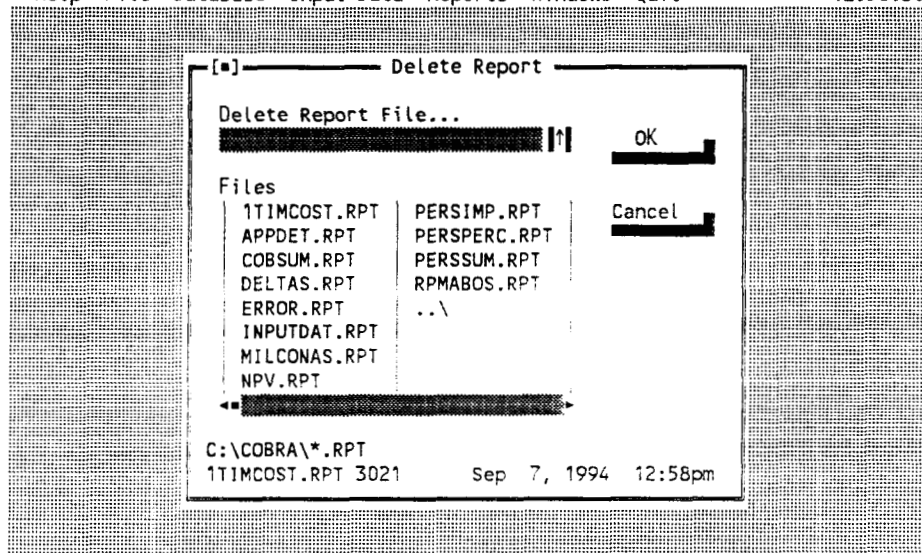 Delete Report
Delete Report File...
OK
Files
1TIMCOST.RPT PERSIMP.RPT
Cancel
APPDET.RPT PERSPERC.RPT
COBSUM.RPT PERSSUM.RPT
DELTAS.RPT RPMABOS.RPT
ERROR.RPT ..\
INPUTDAT.RPT
MILCONAS.RPT
NPV.RPT
C:\COBRA\*.RPT
1TIMCOST.RPT 3021 Sep 7, 1994 12:58pm